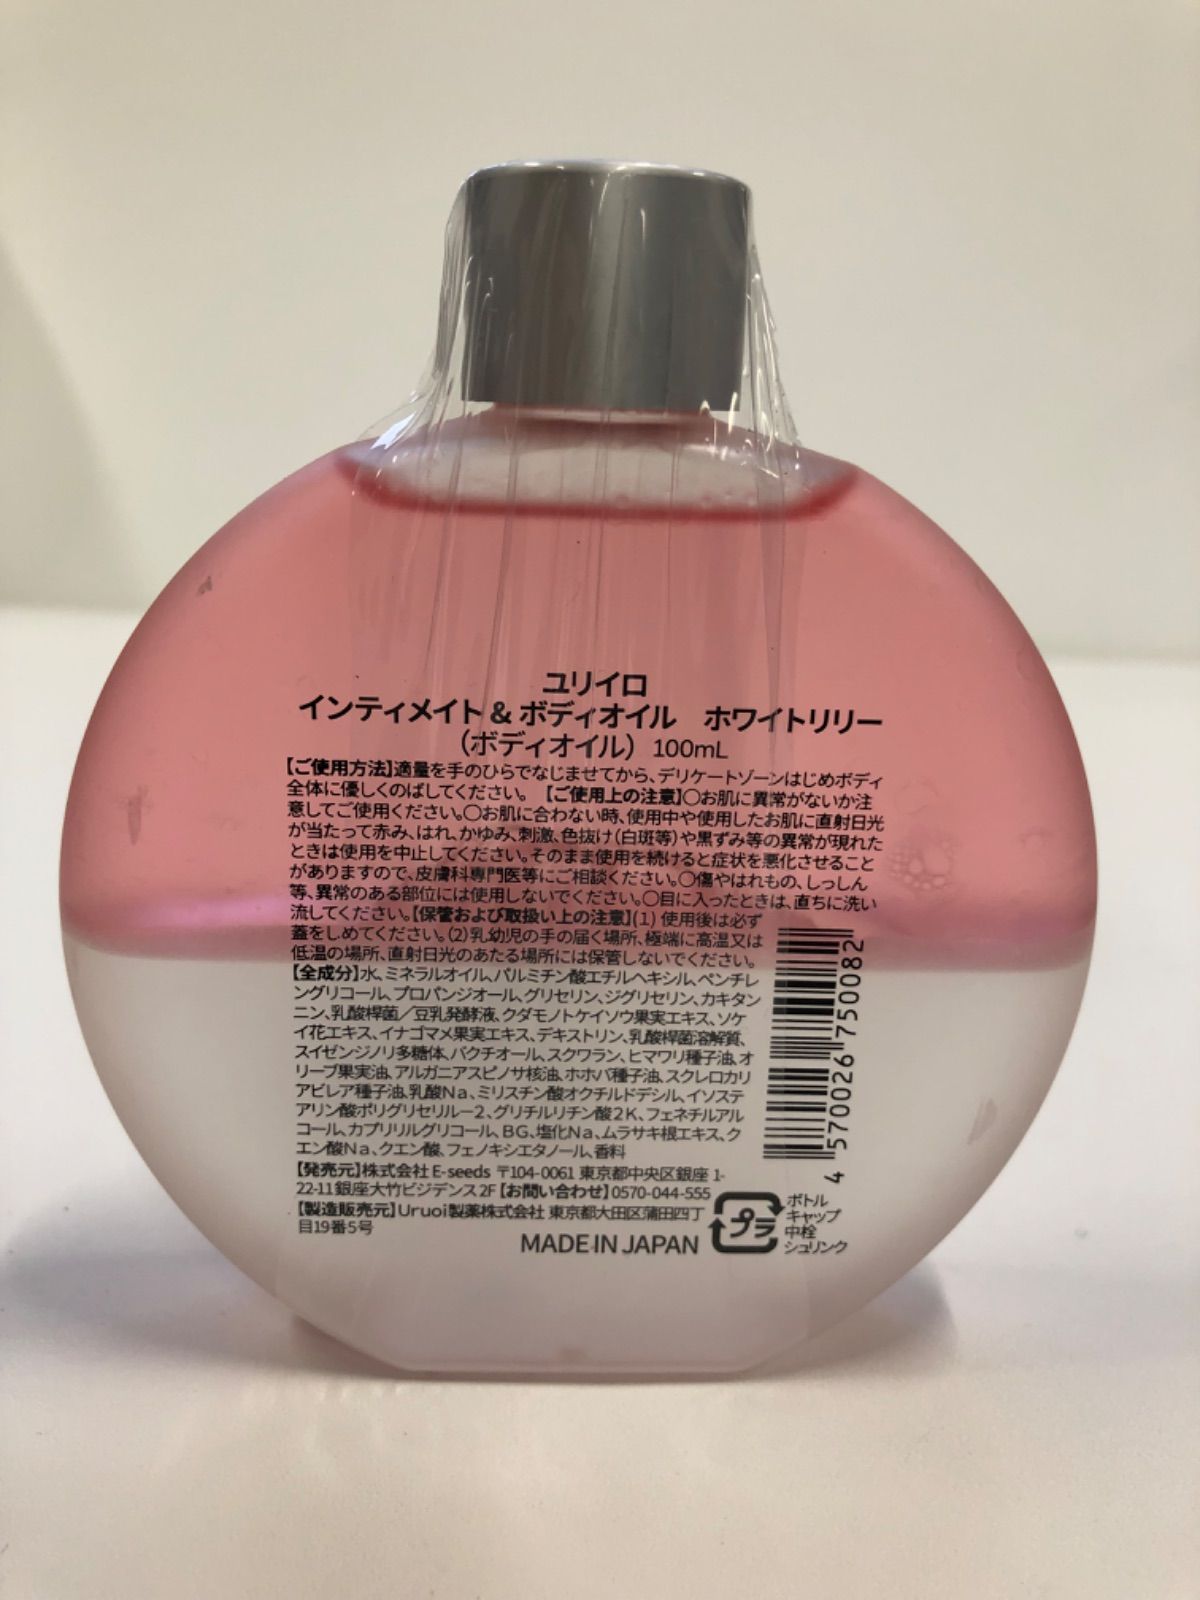 ユリイロ
インティメイト & ボディオイル　ホワイトリリー
（ボディオイル）100mL
【ご使用方法】適量を手のひらでなじませてから、デリケートゾーンはじめボディ
全体に優しくのばしてください。【ご使用上の注意】〇お肌に異常がないか注
意してご使用ください。〇お肌に合わない時、使用中や使用したお肌に直射日光
が当たって赤み、はれ、かゆみ、刺激、色抜け(白斑等)や黒ずみ等の異常が現れた
ときは使用を中止してください。そのまま使用を続けると症状を悪化させること
がありますので、皮膚科専門医等にご相談ください。〇傷やはれもの、しっしん
等、異常のある部位には使用しないでください。〇目に入ったときは、直ちに洗い
流してください。【保管および取扱い上の注意】(1) 使用後は必ず
蓋をしめてください。(2)乳幼児の手の届く場所、極端に高温又は
低温の場所、直射日光のあたる場所には保管しないでください。
【全成分】水、ミネラルオイル、パルミチン酸エチルヘキシル、ペンチレ
ングリコール、プロパンジオール、グリセリン、ジグリセリン、カキタン
ニン、乳酸桿菌／豆乳発酵液、クダモノトケイソウ果実エキス、ソケ
イ花エキス、イナゴマメ果実エキス、デキストリン、乳酸桿菌溶解質、
スイゼンジノリ多糖体、バクチオール、スクワラン、ヒマワリ種子油、オ
リーブ果実油、アルガニアスピノサ核油、ホホバ種子油、スクレロカリ
アビレア種子油、乳酸Na、ミリスチン酸オクチルドデシル、イソステ
アリン酸ポリグリセリル－2、グリチルリチン酸2K、フェネチルアル
コール、カプリリルグリコール、BG、塩化Na、ムラサキ根エキス、ク
エン酸Na、クエン酸、フェノキシエタノール、香料
【発売元】株式会社 E-seeds 〒104-0061 東京都中央区銀座 1-
22-11銀座大竹ビジデンス 2F【お問い合わせ】0570-044-555
【製造販売元】Uruoi製薬株式会社 東京都大田区蒲田四丁
目19番5号
MADE IN JAPAN
プラ
ボトル
キャップ
中栓
シュリンク
4 570026 750082